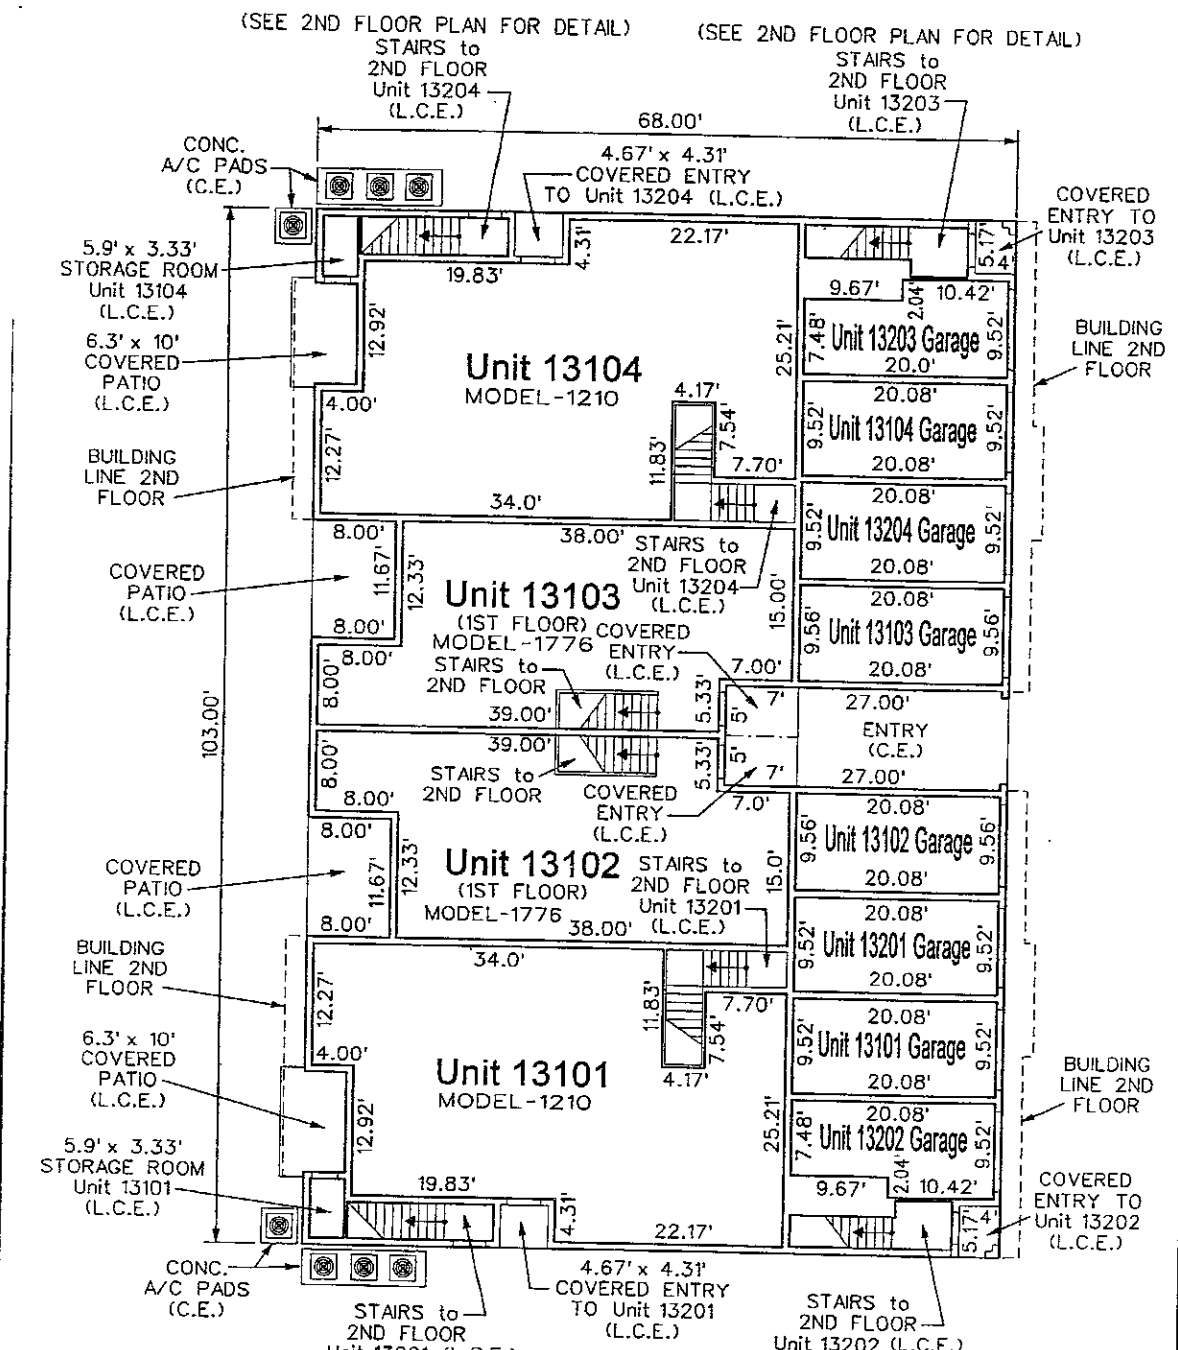 (SEE 2ND FLOOR PLAN FOR DETAIL)
STAIRS to
2ND FLOOR
Unit 13204
(L.C.E.)
(SEE 2ND FLOOR PLAN FOR DETAIL)
STAIRS to
2ND FLOOR
Unit 13203
(L.C.E.)
68.00'
CONC.
A/C PADS
(C.E.)
4.67' x 4.31'
COVERED ENTRY
TO Unit 13204 (L.C.E.)
COVERED
ENTRY TO
Unit 13203
(L.C.E.)
5.9' x 3.33'
STORAGE ROOM
Unit 13104
(L.C.E.)
19.83'
4.31'
22.17'
5.17'
4'
9.67'
2.04'
10.42'
6.3' x 10'
COVERED
PATIO
(L.C.E.)
12.92'
4.00'
Unit 13104
MODEL-1210
25.21'
7.48'
Unit 13203 Garage
20.0'
9.52'
BUILDING
LINE 2ND
FLOOR
4.17'
7.54'
11.83'
7.70'
20.08'
9.52'
Unit 13104 Garage
9.52'
20.08'
BUILDING
LINE 2ND
FLOOR
12.27'
34.0'
20.08'
9.52'
Unit 13204 Garage
9.52'
20.08'
8.00'
38.00'
STAIRS to
2ND FLOOR
Unit 13204
(L.C.E.)
COVERED
PATIO
(L.C.E.)
11.67'
12.33'
8.00'
8.00'
Unit 13103
(1ST FLOOR)
MODEL-1776
15.00'
20.08'
9.56'
Unit 13103 Garage
9.56'
20.08'
COVERED
ENTRY
(L.C.E.)
STAIRS to
2ND FLOOR
7.00'
8.00'
39.00'
5.33'
7'
5'
27.00'
ENTRY
(C.E.)
103.00'
39.00'
8.00'
STAIRS to
2ND FLOOR
5.33'
5'
7'
27.00'
8.00'
COVERED
ENTRY
(L.C.E.)
7.0'
8.00'
20.08'
9.56'
Unit 13102 Garage
9.56'
20.08'
COVERED
PATIO
(L.C.E.)
11.67'
12.33'
8.00'
Unit 13102
(1ST FLOOR)
MODEL-1776
STAIRS to
2ND FLOOR
Unit 13201
(L.C.E.)
15.0'
38.00'
20.08'
9.52'
Unit 13201 Garage
9.52'
20.08'
BUILDING
LINE 2ND
FLOOR
34.0'
12.27'
11.83'
7.70'
7.54'
4.17'
20.08'
9.52'
Unit 13101 Garage
9.52'
20.08'
6.3' x 10'
COVERED
PATIO
(L.C.E.)
4.00'
12.92'
Unit 13101
MODEL-1210
25.21'
20.08'
7.48'
Unit 13202 Garage
9.52'
BUILDING
LINE 2ND
FLOOR
9.67'
2.04'
10.42'
5.9' x 3.33'
STORAGE ROOM
Unit 13101
(L.C.E.)
19.83'
4.31'
22.17'
5.17'
4'
COVERED
ENTRY TO
Unit 13202
(L.C.E.)
CONC.
A/C PADS
(C.E.)
4.67' x 4.31'
COVERED ENTRY
TO Unit 13201
(L.C.E.)
STAIRS to
2ND FLOOR
Unit 13201 (L.C.E.)
STAIRS to
2ND FLOOR
Unit 13202 (L.C.E.)